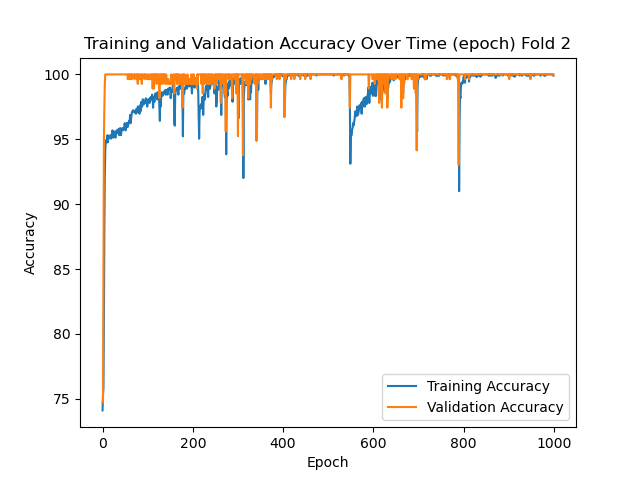 Training and Validation Accuracy Over Time (epoch) Fold 2
100
95
90
85
80
75
Accuracy
0
200
400
600
800
1000
Epoch
Training Accuracy
Validation Accuracy